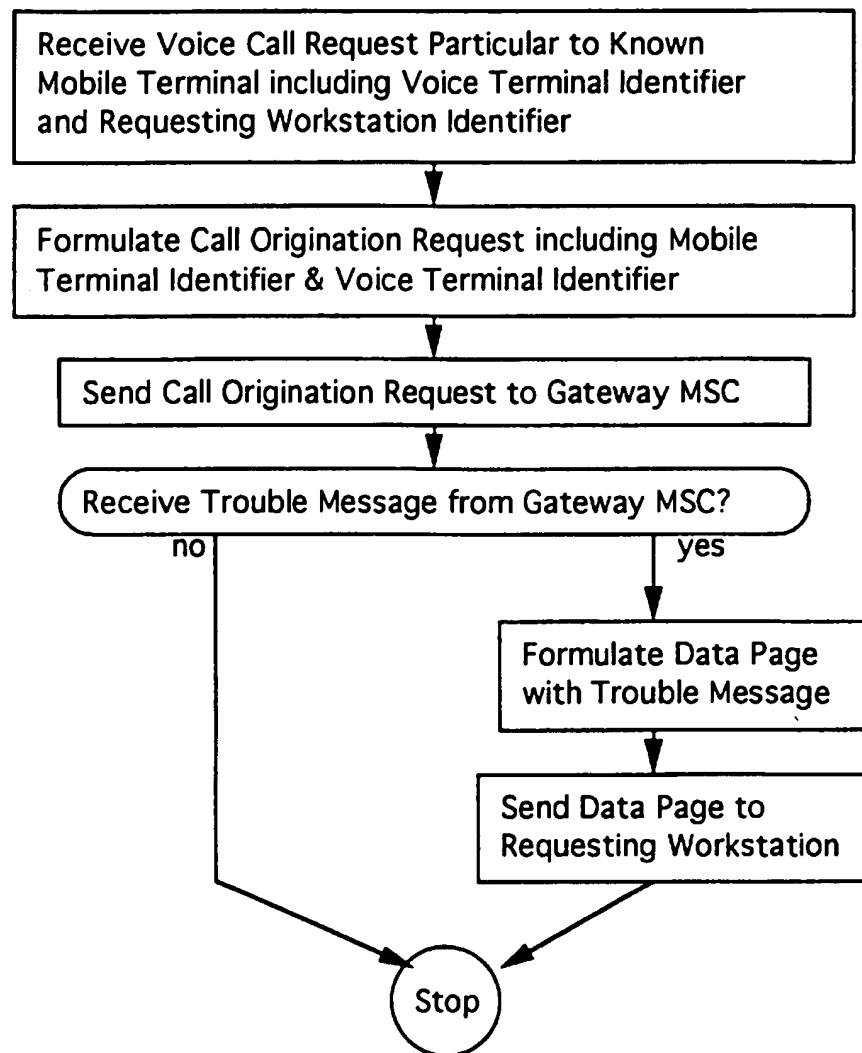 Receive Voice Call Request Particular to Known
Mobile Terminal including Voice Terminal Identifier
and Requesting Workstation Identifier
Formulate Call Origination Request including Mobile
Terminal Identifier & Voice Terminal Identifier
Send Call Origination Request to Gateway MSC
Receive Trouble Message from Gateway MSC?
no
yes
Formulate Data Page
with Trouble Message
Send Data Page to
Requesting Workstation
Stop